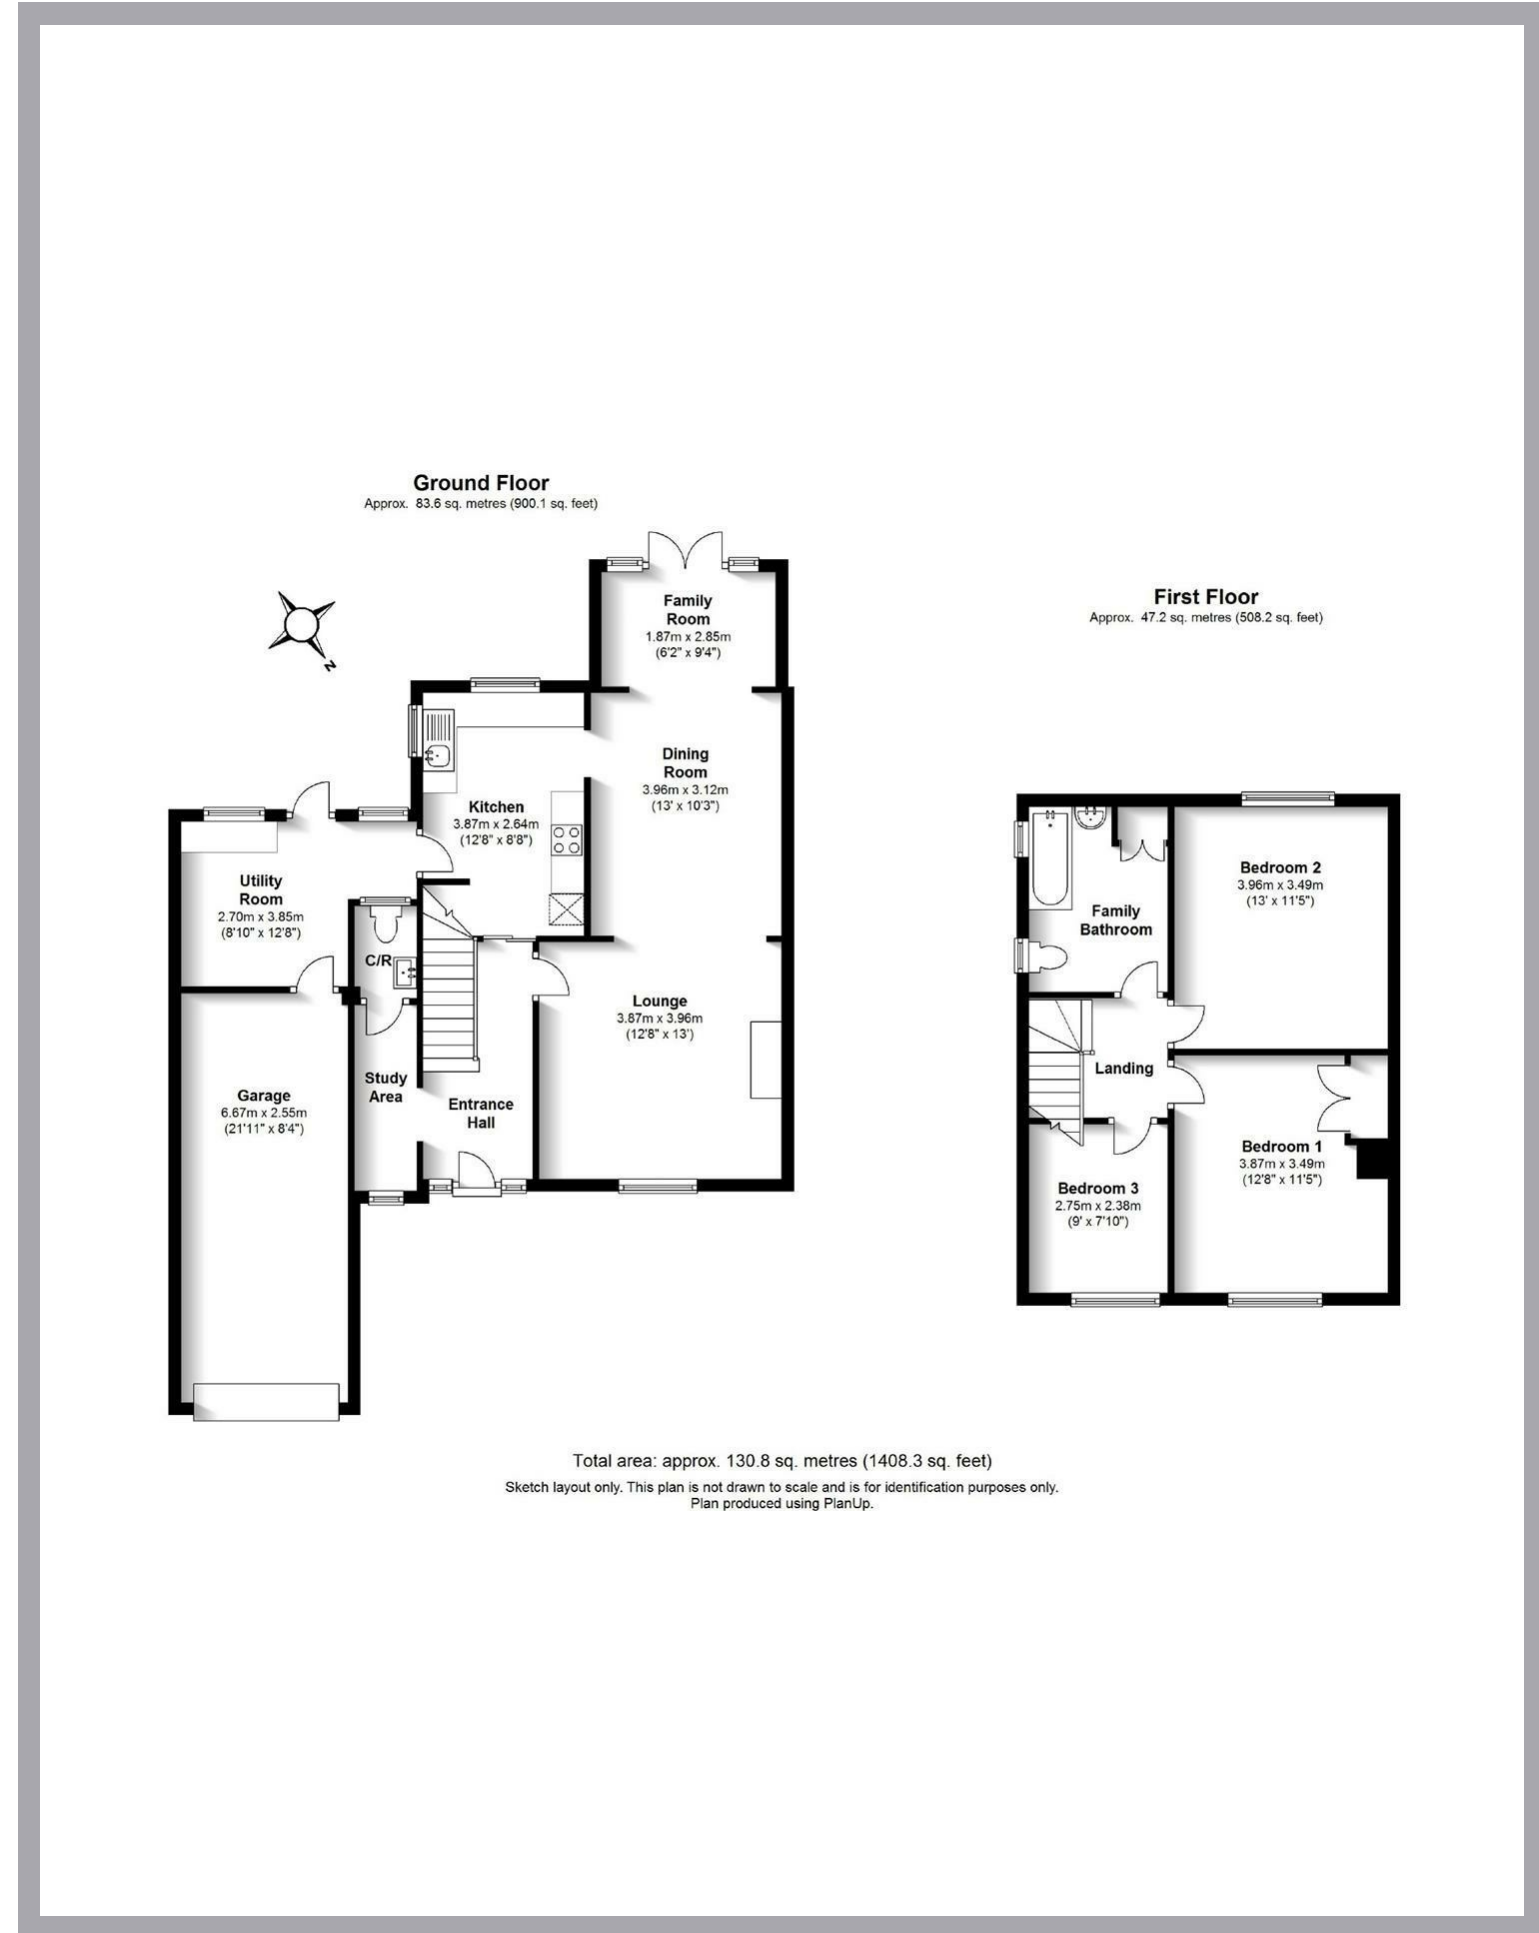 Ground Floor
Approx. 83.6 sq. metres (900.1 sq. feet)
First Floor
Approx. 47.2 sq. metres (508.2 sq. feet)
N
Family
Room
1.87m x 2.85m
(6'2" x 9'4")
Dining
Room
3.96m x 3.12m
(13' x 10'3")
Kitchen
3.87m x 2.64m
(12'8" x 8'8")
Utility
Room
2.70m x 3.85m
(8'10" x 12'8")
C/R
Lounge
3.87m x 3.96m
(12'8" x 13')
Study
Area
Entrance
Hall
Garage
6.67m x 2.55m
(21'11" x 8'4")
Bedroom 2
3.96m x 3.49m
(13' x 11'5")
Family
Bathroom
Landing
Bedroom 1
3.87m x 3.49m
(12'8" x 11'5")
Bedroom 3
2.75m x 2.38m
(9' x 7'10")
Total area: approx. 130.8 sq. metres (1408.3 sq. feet)
Sketch layout only. This plan is not drawn to scale and is for identification purposes only.
Plan produced using PlanUp.